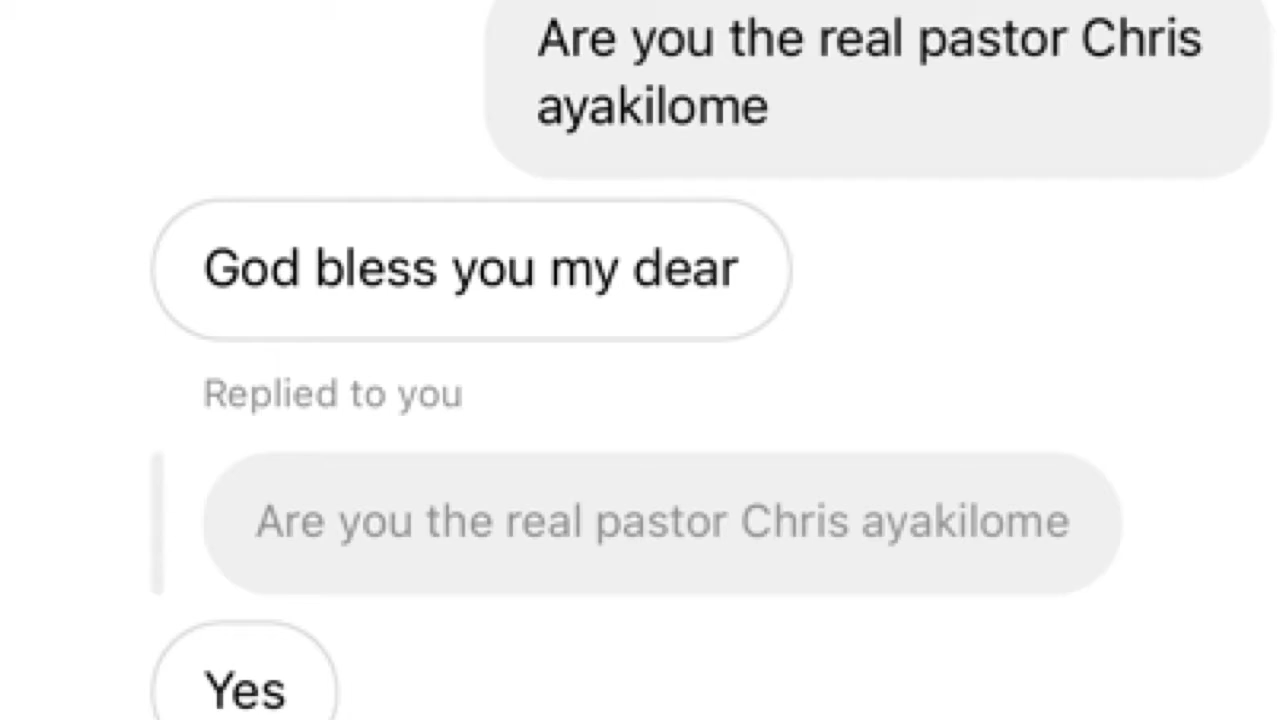 Are you the real pastor Chris
ayakilome
God bless you my dear
Replied to you
Are you the real pastor Chris ayakilome
Yes